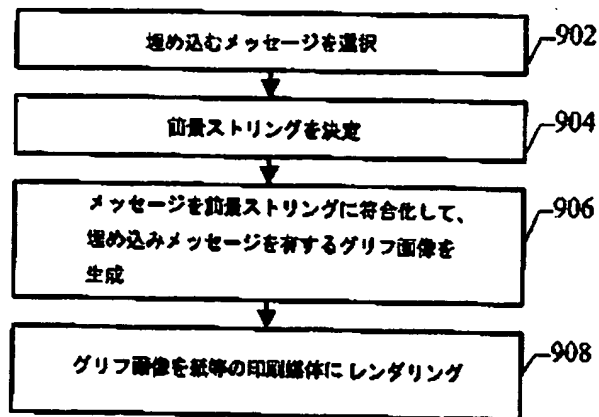 埋め込むメッセージを選択
902
前景ストリングを決定
904
メッセージを前景ストリングに符合化して、
埋め込みメッセージを有するグリフ画像を
生成
906
グリフ画像を紙等の印刷媒体に レンダリング
908